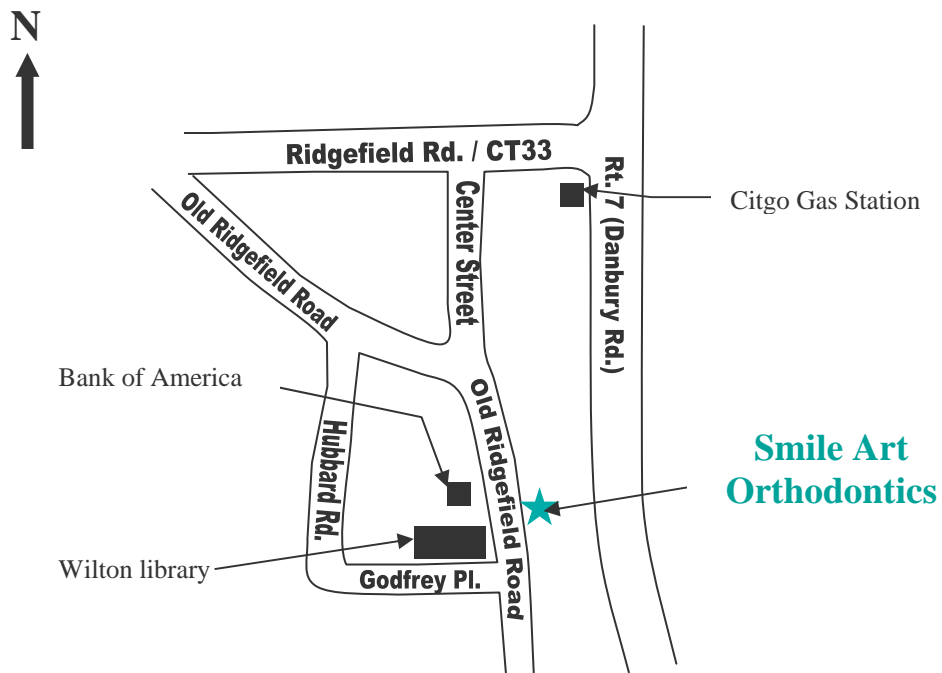 N
Ridgefield Rd. / CT33
Rt. 7 (Danbury Rd.)
Citgo Gas Station
Center Street
Old Ridgefield Road
Bank of America
Old Ridgefield Road
Hubbard Rd.
Smile Art
Orthodontics
Wilton library
Godfrey Pl.